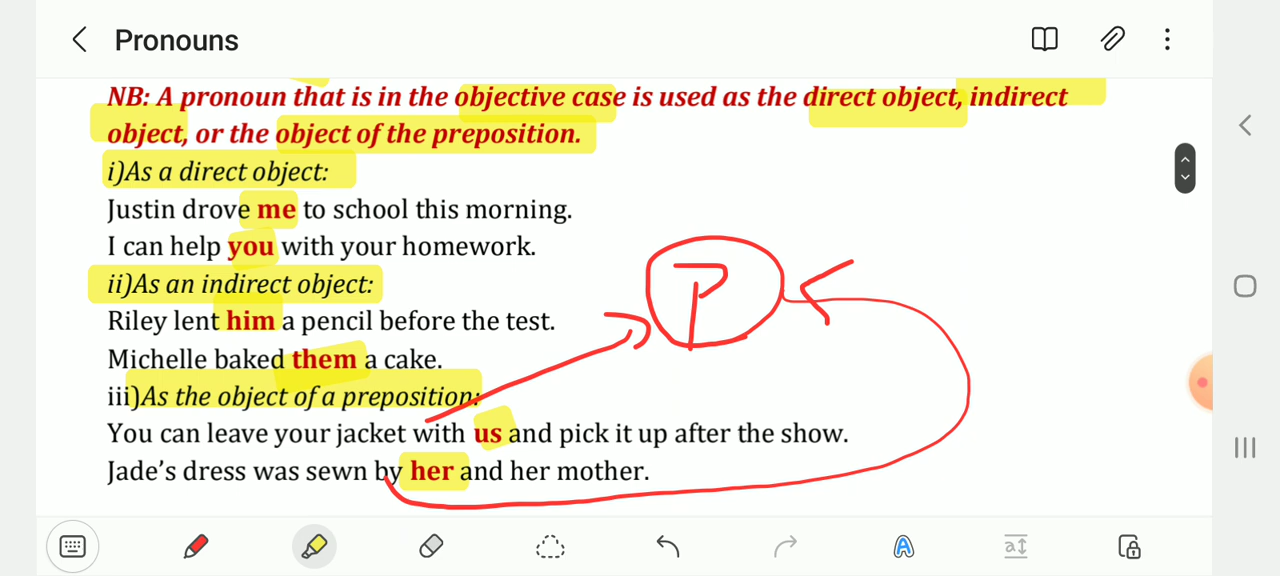 Pronouns
NB: A pronoun that is in the objective case is used as the direct object, indirect
object, or the object of the preposition.
i)As a direct object:
Justin drove me to school this morning.
I can help you with your homework.
ii)As an indirect object:
P
Riley lent him a pencil before the test.
Michelle baked them a cake.
iii)As the object of a preposition:
You can leave your jacket with us and pick it up after the show.
Jade’s dress was sewn by her and her mother.